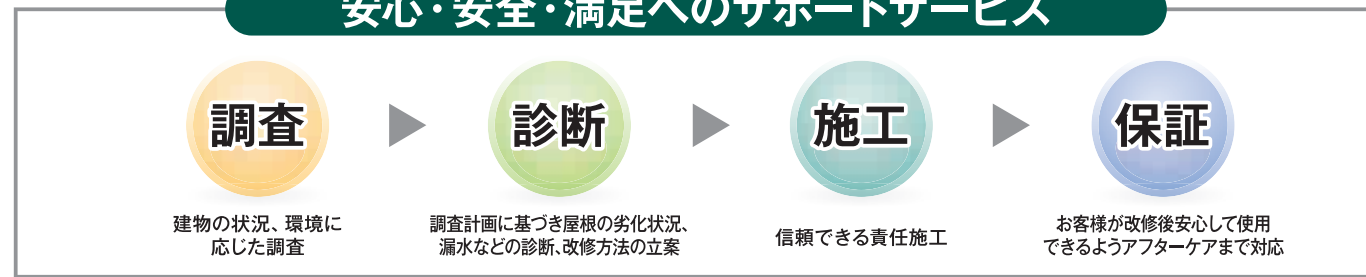 安心・安全・満足へのサポートサービス
調査
診断
施工
保証
建物の状況、環境に
応じた調査
調査計画に基づき屋根の劣化状況、
漏水などの診断、改修方法の立案
信頼できる責任施工
お客様が改修後安心して使用
できるようアフターケアまで対応